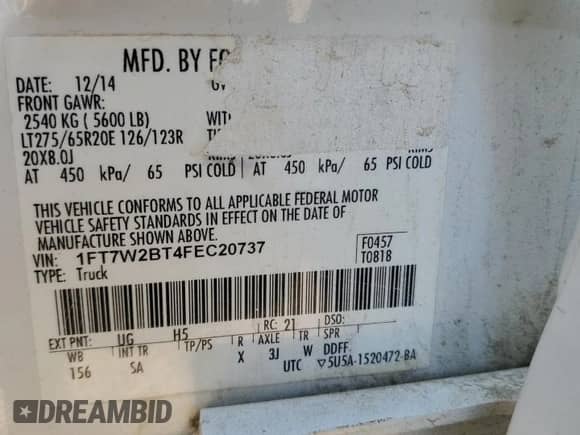 MFD. BY FO
DATE: 12/14 GV
FRONT GAWR:
2540 KG ( 5600 LB) WITH
LT275/65R20E 126/123R
20X8.0J RIMS
AT 450 kPa/ 65 PSI COLD AT 450 kPa/ 65 PSI COLD
THIS VEHICLE CONFORMS TO ALL APPLICABLE FEDERAL MOTOR
VEHICLE SAFETY STANDARDS IN EFFECT ON THE DATE OF
MANUFACTURE SHOWN ABOVE.
VIN: 1FT7W2BT4FEC20737 F0457
TYPE: Truck T0818
EXT PNT: UG H5 RC: 21 DSO:
WB INT TR TP/PS R AXLE TR SPR
156 SA X 3J W DDFF
UTC ▽5U5A-1520472-BA
DREAMBID